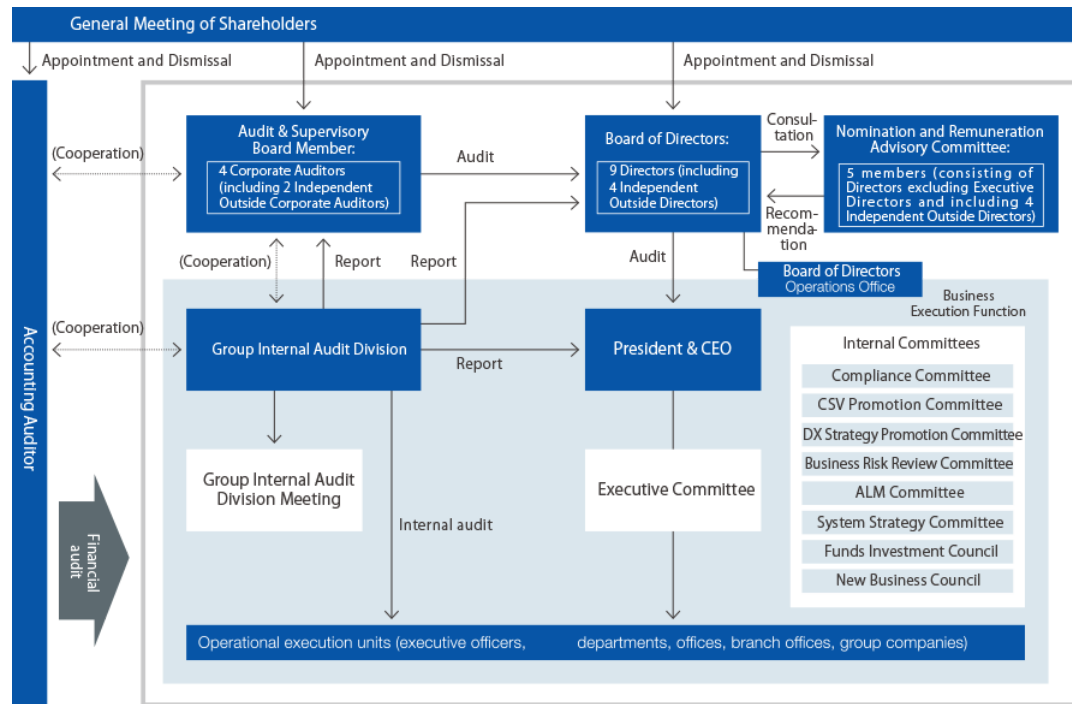 General Meeting of Shareholders
Appointment and Dismissal
Appointment and Dismissal
Appointment and Dismissal
Accounting Auditor
(Cooperation)
Audit & Supervisory
Board Member:
4 Corporate Auditors
(including 2 Independent
Outside Corporate Auditors)
Audit
Board of Directors:
9 Directors (including
4 Independent
Outside Directors)
Consul-
tation
Recom-
menda-
tion
Nomination and Remuneration
Advisory Committee:
5 members (consisting of
Directors excluding Executive
Directors and including 4
Independent Outside Directors)
(Cooperation)
Report
Report
Audit
Board of Directors
Operations Office
Business
Execution Function
(Cooperation)
Group Internal Audit Division
Report
President & CEO
Internal Committees
Compliance Committee
CSV Promotion Committee
DX Strategy Promotion Committee
Business Risk Review Committee
ALM Committee
System Strategy Committee
Funds Investment Council
New Business Council
Group Internal Audit
Division Meeting
Executive Committee
Internal audit
Financial
audit
Operational execution units (executive officers, departments, offices, branch offices, group companies)